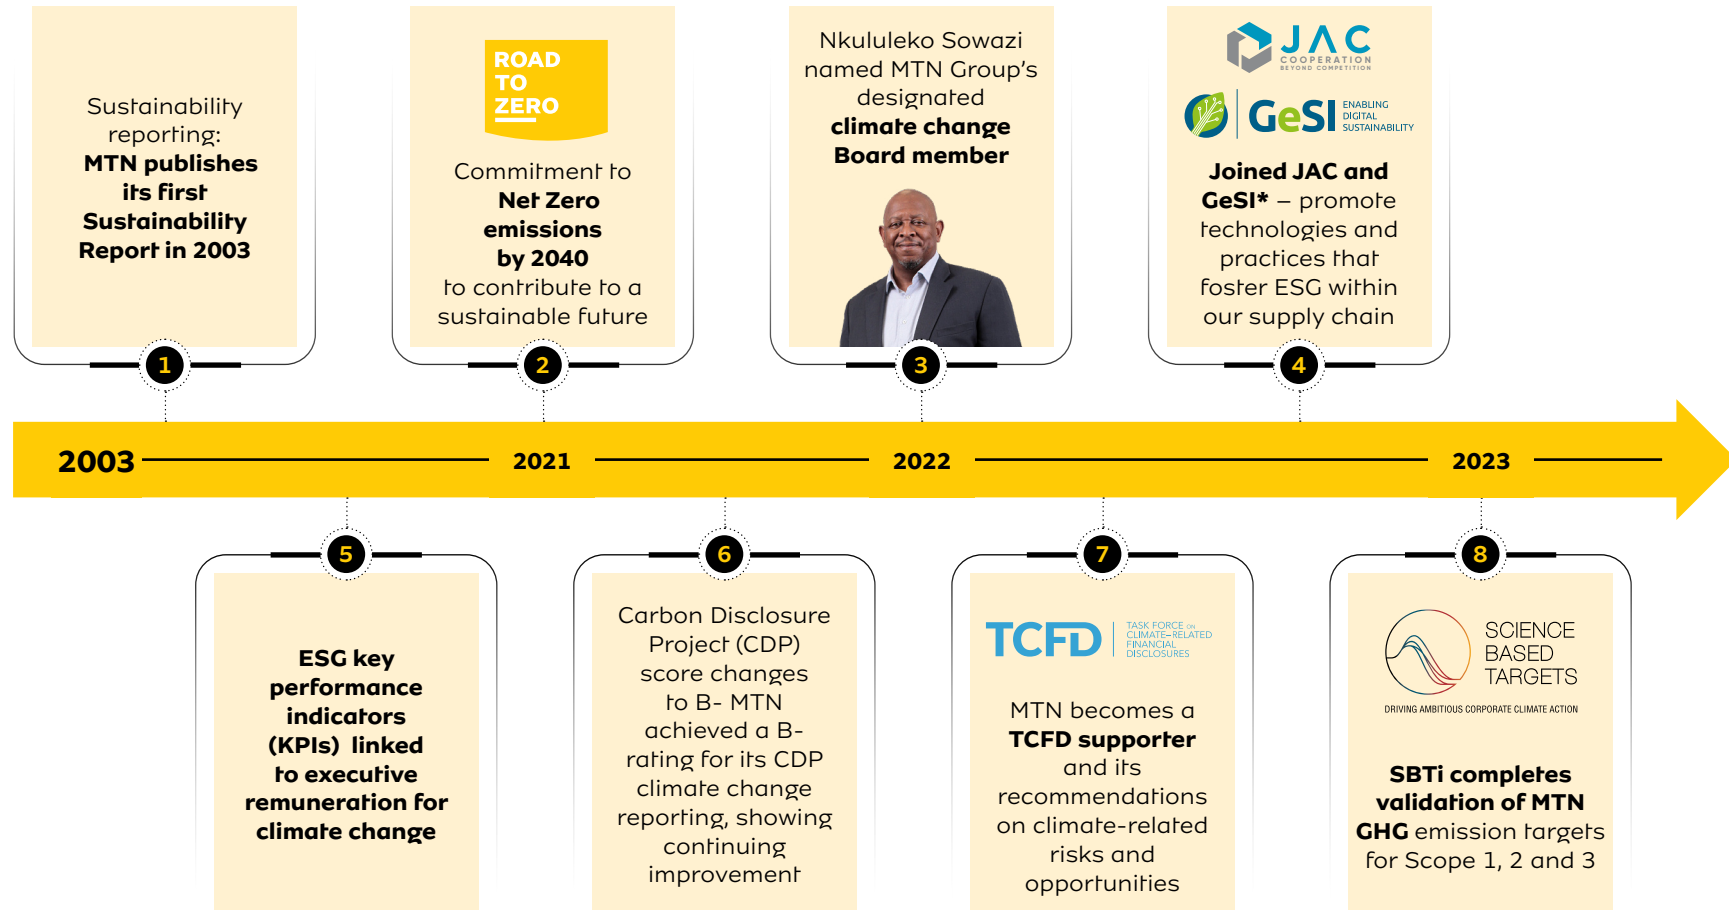 Sustainability
reporting:
MTN publishes
its first
Sustainability
Report in 2003
1
ROAD
TO
ZERO
Commitment to
Net Zero
emissions
by 2040
to contribute to a
sustainable future
2
Nkululeko Sowazi
named MTN Group's
designated
climate change
Board member
3
JAC
COOPERATION
BEYOND COMPETITION
GeSI ENABLING
DIGITAL
SUSTAINABILITY
Joined JAC and
GeSI* – promote
technologies and
practices that
foster ESG within
our supply chain
4
2003 2021 2022 2023
5
ESG key
performance
indicators
(KPIs) linked
to executive
remuneration for
climate change
6
Carbon Disclosure
Project (CDP)
score changes
to B- MTN
achieved a B-
rating for its CDP
climate change
reporting, showing
continuing
improvement
7
TCFD TASK FORCE ON
CLIMATE–RELATED
FINANCIAL
DISCLOSURES
MTN becomes a
TCFD supporter
and its
recommendations
on climate-related
risks and
opportunities
8
SCIENCE
BASED
TARGETS
DRIVING AMBITIOUS CORPORATE CLIMATE ACTION
SBTi completes
validation of MTN
GHG emission targets
for Scope 1, 2 and 3